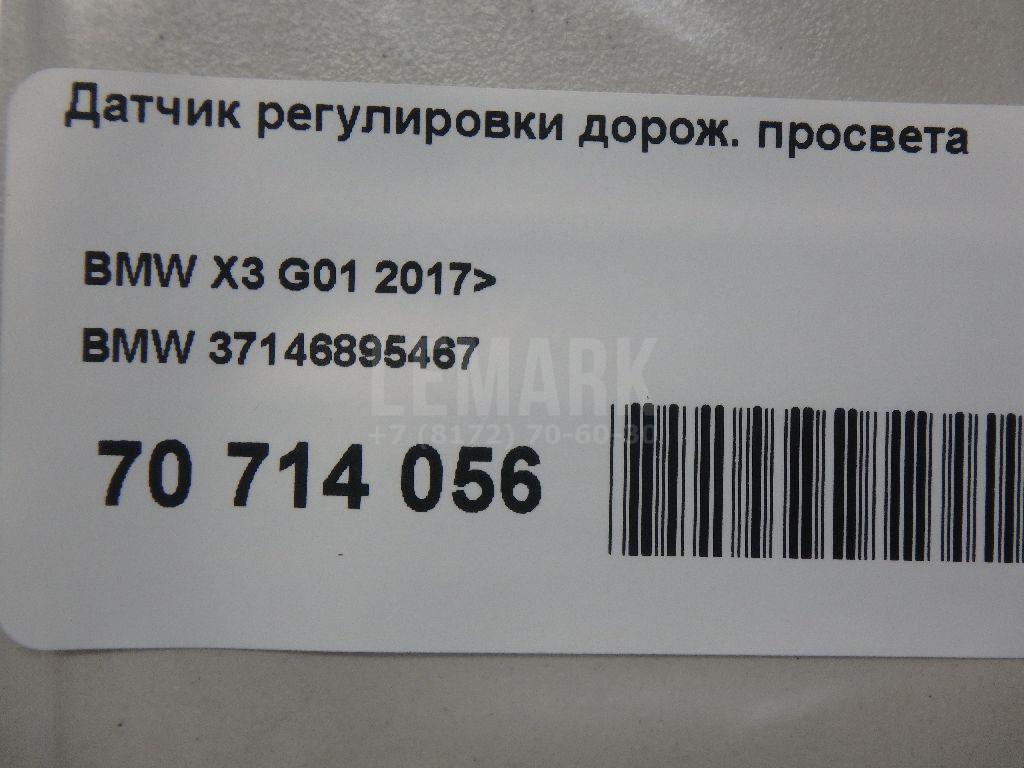 Датчик регулировки дорож. просвета
BMW X3 G01 2017>
BMW 37146895467
LEMARK
+7 (8172) 70-60-80
70 714 056